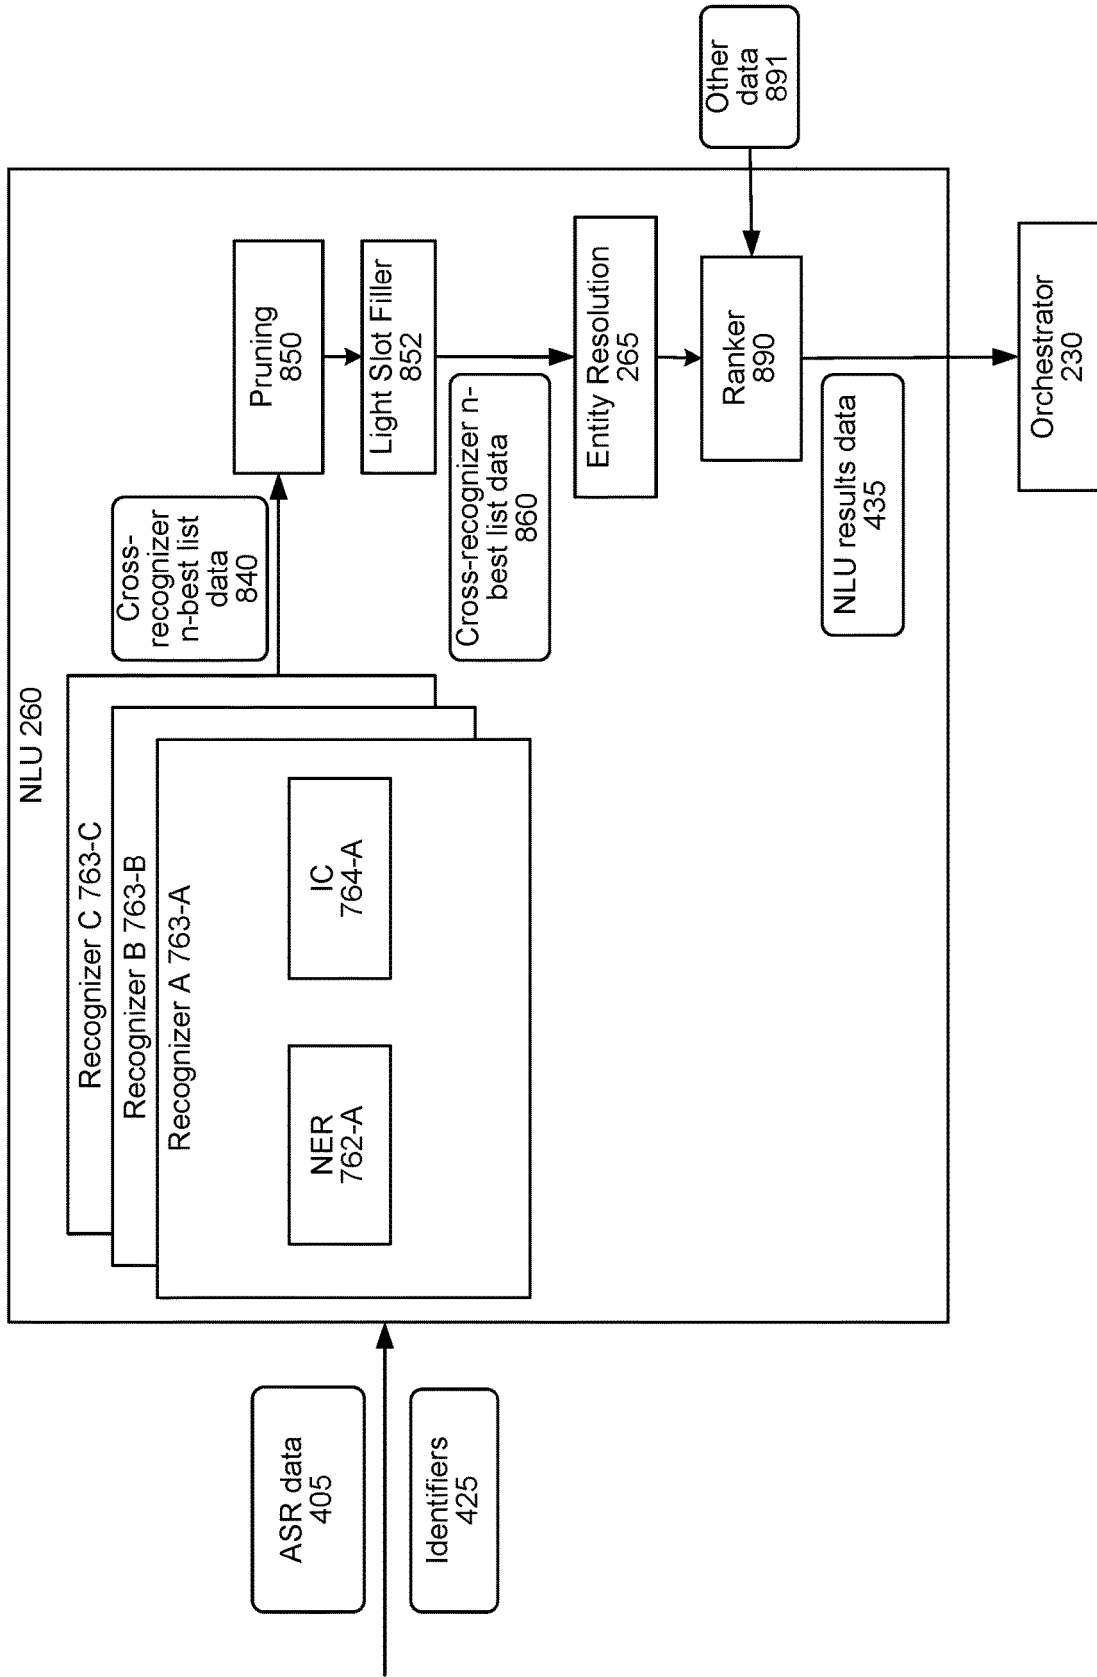 NLU 260
Recognizer C 763-C
Recognizer B 763-B
Recognizer A 763-A
NER
762-A
IC
764-A
ASR data
405
Identifiers
425
Cross-
recognizer
n-best list
data
840
Pruning
850
Light Slot Filler
852
Cross-recognizer n-
best list data
860
Entity Resolution
265
Ranker
890
Other
data
891
NLU results data
435
Orchestrator
230